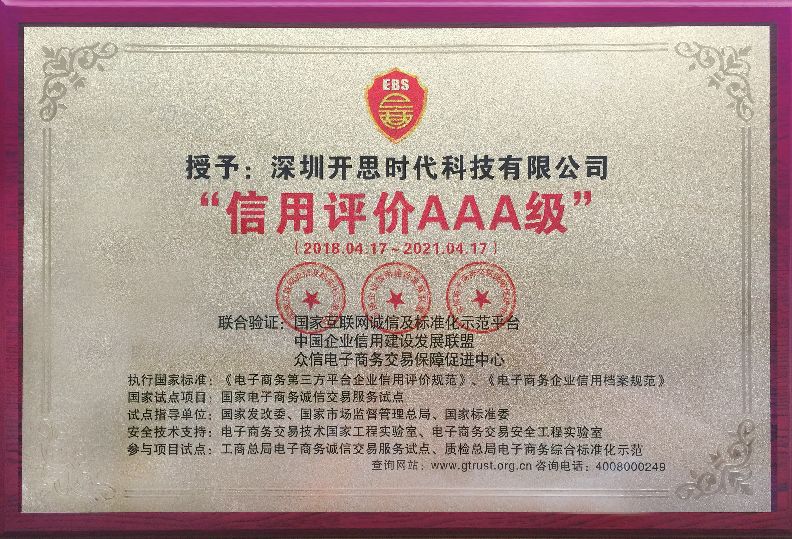 EBS
授予：深圳开思时代科技有限公司
“信用评价AAA级”
（2018.04.17～2021.04.17）
联合验证：国家互联网诚信及标准化示范平台
中国企业信用建设发展联盟
众信电子商务交易保障促进中心
执行国家标准：《电子商务第三方平台企业信用评价规范》、《电子商务企业信用档案规范》
国家试点项目：国家电子商务诚信交易服务试点
试点指导单位：国家发改委、国家市场监督管理总局、国家标准委
安全技术支持：电子商务交易技术国家工程实验室、电子商务交易安全工程实验室
参与项目试点：工商总局电子商务诚信交易服务试点、质检总局电子商务综合标准化示范
查询网站：www.gtrust.org.cn 咨询电话：4008000249